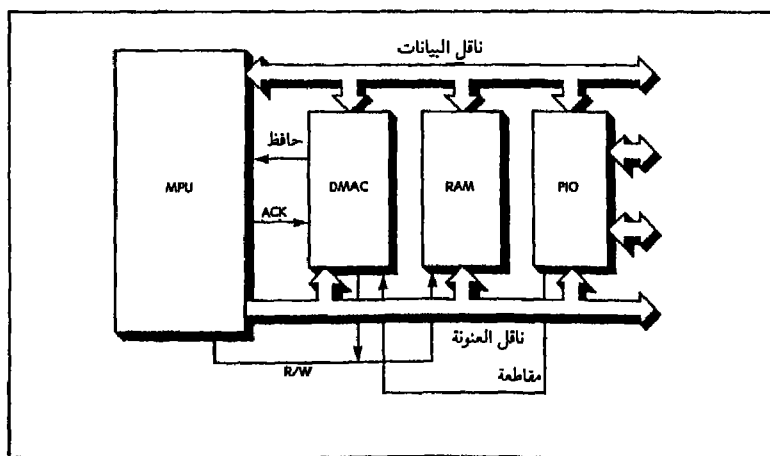 ناقل البيانات
حافظ
MPU
DMAC
RAM
PIO
ACK
ناقل العنونة
R/W
مقاطعة